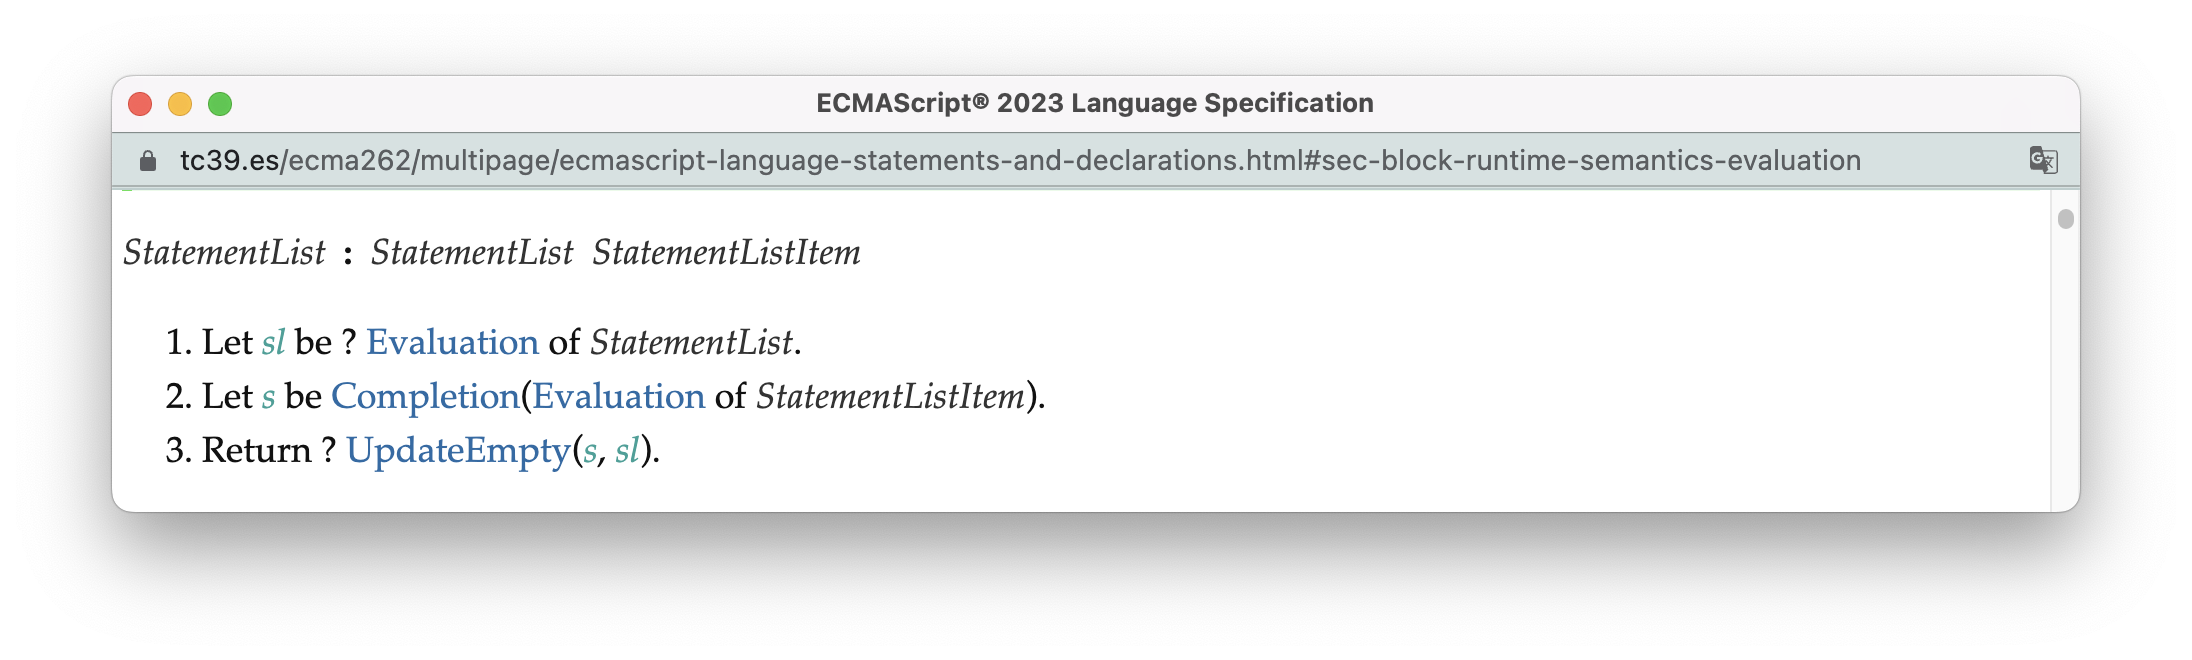 ECMAScript® 2023 Language Specification
tc39.es/ecma262/multipage/ecmascript-language-statements-and-declarations.html#sec-block-runtime-semantics-evaluation
StatementList : StatementList StatementListItem
1. Let sl be ? Evaluation of StatementList.
2. Let s be Completion(Evaluation of StatementListItem).
3. Return ? UpdateEmpty(s, sl).